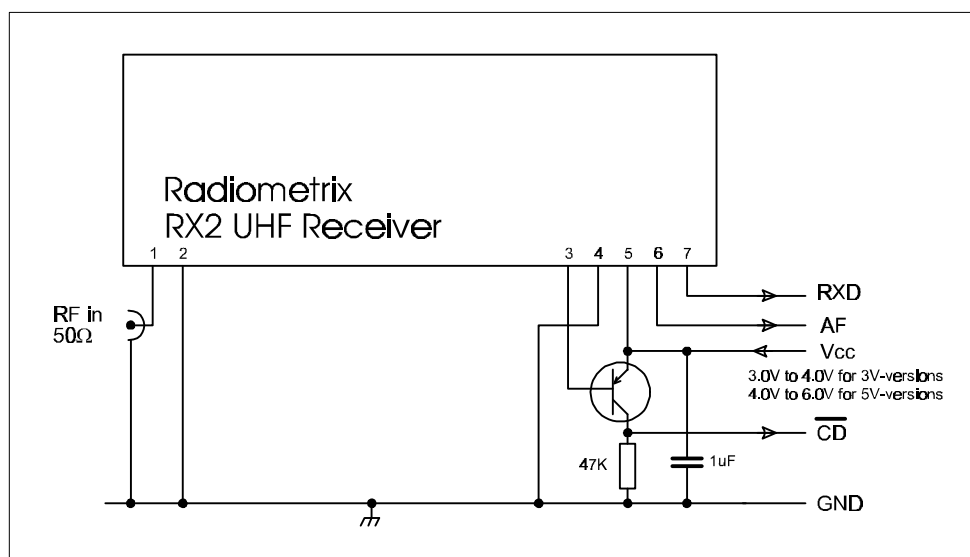 Radiometrix
RX2 UHF Receiver
1 2 3 4 5 6 7
RF in
50Ω
RXD
AF
Vcc
3.0V to 4.0V for 3V-versions
4.0V to 6.0V for 5V-versions
C̅D̅
47K
1uF
GND